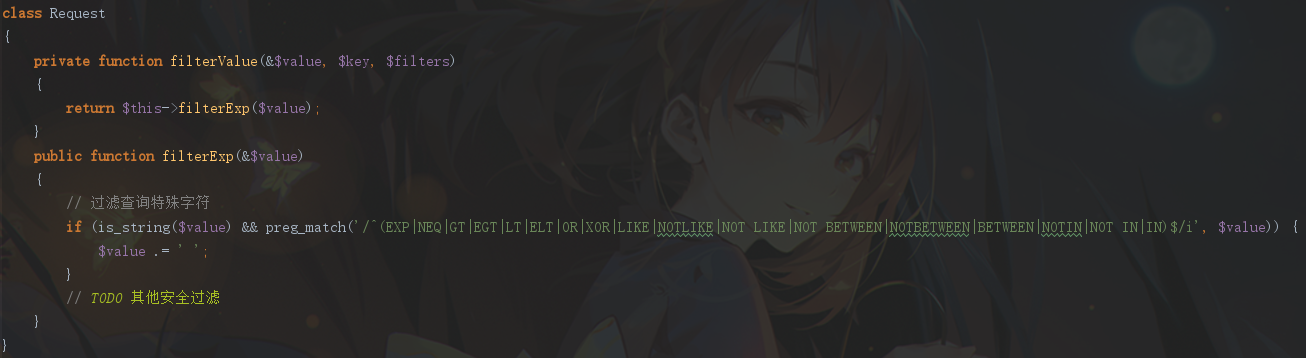 class Request
{
    private function filterValue(&$value, $key, $filters)
    {
        return $this->filterExp($value);
    }
    public function filterExp(&$value)
    {
        // 过滤查询特殊字符
        if (is_string($value) && preg_match('/^(EXP|NEQ|GT|EGT|LT|ELT|OR|XOR|LIKE|NOTLIKE|NOT LIKE|NOT BETWEEN|NOTBETWEEN|BETWEEN|NOTIN|NOT IN|IN)$/i', $value)) {
            $value .= ' ';
        }
        // TODO 其他安全过滤
    }
}